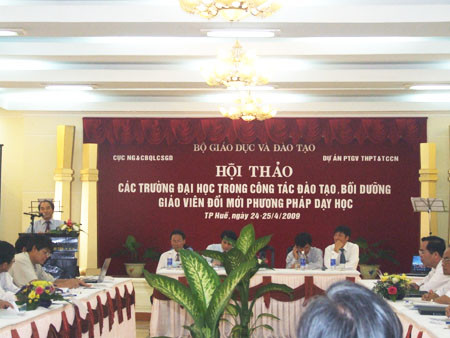 BỘ GIÁO DỤC VÀ ĐÀO TẠO
CỤC NG&CBQLCSGD
DỰ ÁN PTGV THPT&TCCN
HỘI THẢO
CÁC TRƯỜNG ĐẠI HỌC TRONG CÔNG TÁC ĐÀO TẠO, BỒI DƯỠNG
GIÁO VIÊN ĐỔI MỚI PHƯƠNG PHÁP DẠY HỌC
TP Huế, ngày 24-25/4/2009